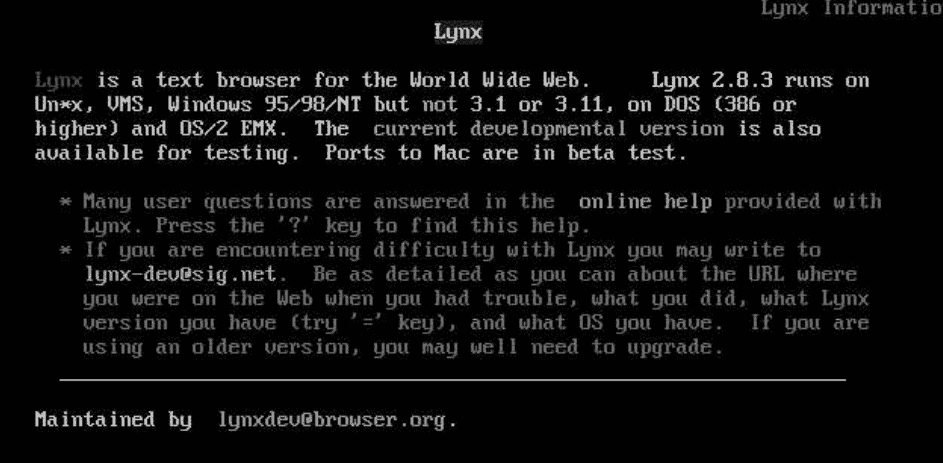 Lynx Informatio
Lynx
Lynx is a text browser for the World Wide Web. Lynx 2.8.3 runs on
Un*x, VMS, Windows 95/98/NT but not 3.1 or 3.11, on DOS (386 or
higher) and OS/2 EMX. The current developmental version is also
available for testing. Ports to Mac are in beta test.
* Many user questions are answered in the online help provided with
Lynx. Press the '?' key to find this help.
* If you are encountering difficulty with Lynx you may write to
lynx-dev@sig.net. Be as detailed as you can about the URL where
you were on the Web when you had trouble, what you did, what Lynx
version you have (try '=' key), and what OS you have. If you are
using an older version, you may well need to upgrade.
Maintained by lynxdev@browser.org.